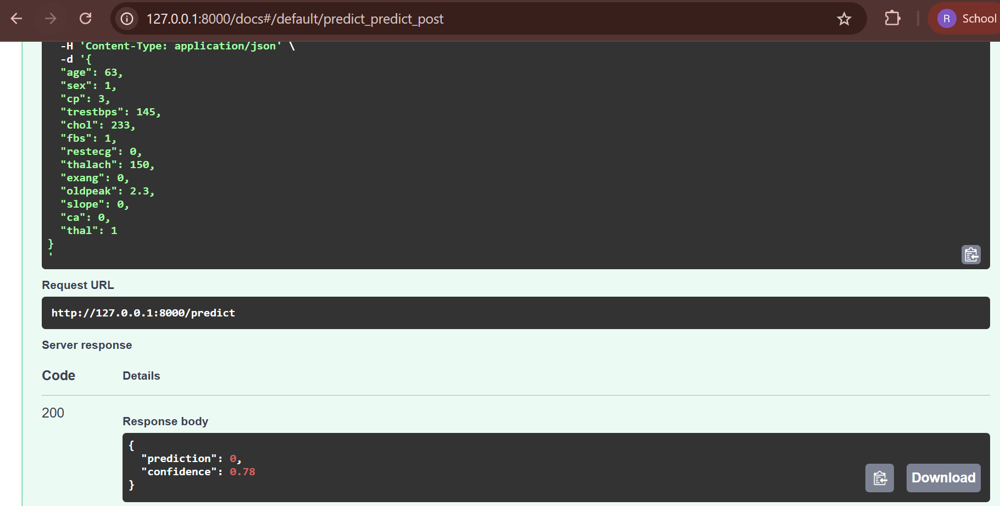 127.0.0.1:8000/docs#/default/predict_predict_post
R School
-H 'Content-Type: application/json' \
-d '{
"age": 63,
"sex": 1,
"cp": 3,
"trestbps": 145,
"chol": 233,
"fbs": 1,
"restecg": 0,
"thalach": 150,
"exang": 0,
"oldpeak": 2.3,
"slope": 0,
"ca": 0,
"thal": 1
}
'
Request URL
http://127.0.0.1:8000/predict
Server response
Code Details
200
Response body
{
"prediction": 0,
"confidence": 0.78
}
Download